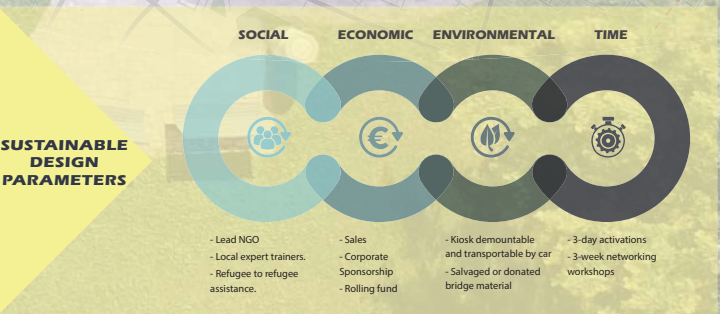 SOCIAL
ECONOMIC
ENVIRONMENTAL
TIME
SUSTAINABLE
DESIGN
PARAMETERS
€
- Lead NGO
- Local expert trainers.
- Refugee to refugee
assistance.
- Sales
- Corporate
Sponsorship
- Rolling fund
- Kiosk demountable
and transportable by car
- Salvaged or donated
bridge material
- 3-day activations
- 3-week networking
workshops